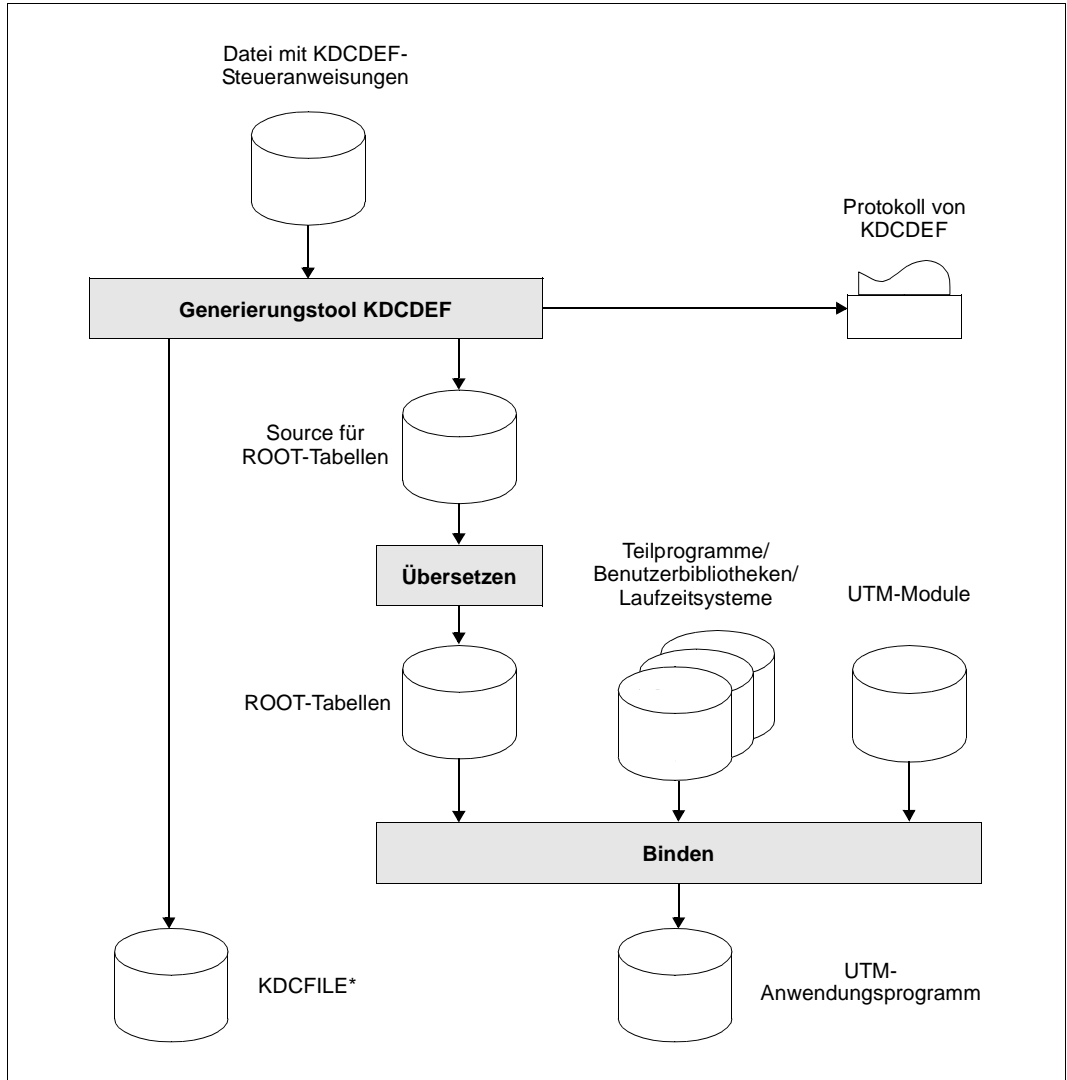 Datei mit KDCDEF-
Steueranweisungen
Protokoll von
KDCDEF
Generierungstool KDCDEF
Source für
ROOT-Tabellen
Übersetzen
Teilprogramme/
Benutzerbibliotheken/
Laufzeitsysteme
UTM-Module
ROOT-Tabellen
Binden
KDCFILE*
UTM-
Anwendungsprogramm